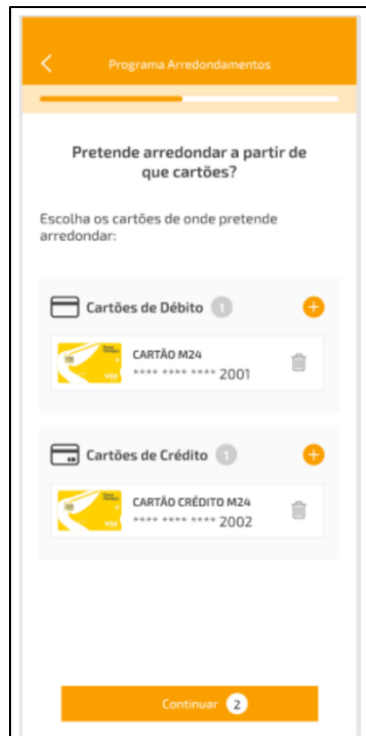 Programa Arredondamentos
Pretende arredondar a partir de
que cartões?
Escolha os cartões de onde pretende
arredondar:
Cartões de Débito 1
CARTÃO M24
**** **** **** 2001
Cartões de Crédito 1
CARTÃO CRÉDITO M24
**** **** **** 2002
Continuar 2